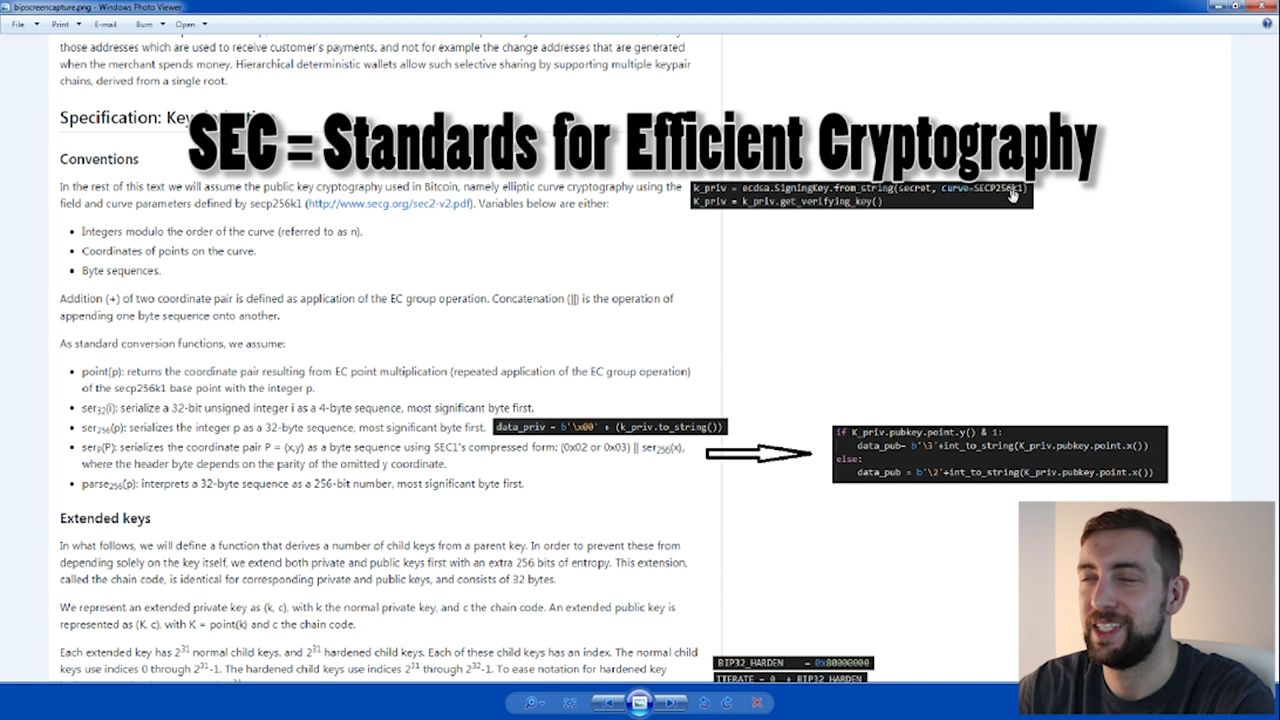 bipscreencapture.png - Windows Photo Viewer
File Print E-mail Burn Open
those addresses which are used to receive customer's payments, and not for example the change addresses that are generated
when the merchant spends money. Hierarchical deterministic wallets allow such selective sharing by supporting multiple keypair
chains, derived from a single root.
Specification: Key
SEC = Standards for Efficient Cryptography
Conventions
In the rest of this text we will assume the public key cryptography used in Bitcoin, namely elliptic curve cryptography using the
field and curve parameters defined by secp256k1 (http://www.secg.org/sec2-v2.pdf). Variables below are either:
k_priv = ecdsa.SigningKey.from_string(secret, curve=SECP256k1)
K_priv = k_priv.get_verifying_key()
• Integers modulo the order of the curve (referred to as n).
• Coordinates of points on the curve.
• Byte sequences.
Addition (+) of two coordinate pair is defined as application of the EC group operation. Concatenation (||) is the operation of
appending one byte sequence onto another.
As standard conversion functions, we assume:
• point(p): returns the coordinate pair resulting from EC point multiplication (repeated application of the EC group operation)
of the secp256k1 base point with the integer p.
• ser32(i): serialize a 32-bit unsigned integer i as a 4-byte sequence, most significant byte first.
• ser256(p): serializes the integer p as a 32-byte sequence, most significant byte first.
data_priv = b'\x00' + (k_priv.to_string())
• serP(P): serializes the coordinate pair P = (x,y) as a byte sequence using SEC1's compressed form: (0x02 or 0x03) || ser256(x),
where the header byte depends on the parity of the omitted y coordinate.
• parse256(p): interprets a 32-byte sequence as a 256-bit number, most significant byte first.
if K_priv.pubkey.point.y() & 1:
data_pub= b'\3'+int_to_string(K_priv.pubkey.point.x())
else:
data_pub = b'\2'+int_to_string(K_priv.pubkey.point.x())
Extended keys
In what follows, we will define a function that derives a number of child keys from a parent key. In order to prevent these from
depending solely on the key itself, we extend both private and public keys first with an extra 256 bits of entropy. This extension,
called the chain code, is identical for corresponding private and public keys, and consists of 32 bytes.
We represent an extended private key as (k, c), with k the normal private key, and c the chain code. An extended public key is
represented as (K, c), with K = point(k) and c the chain code.
Each extended key has 2^31 normal child keys, and 2^31 hardened child keys. Each of these child keys has an index. The normal child
keys use indices 0 through 2^31-1. The hardened child keys use indices 2^31 through 2^32-1. To ease notation for hardened key
BIP32_HARDEN = 0x80000000
ITERATE = 0 + BIP32_HARDEN